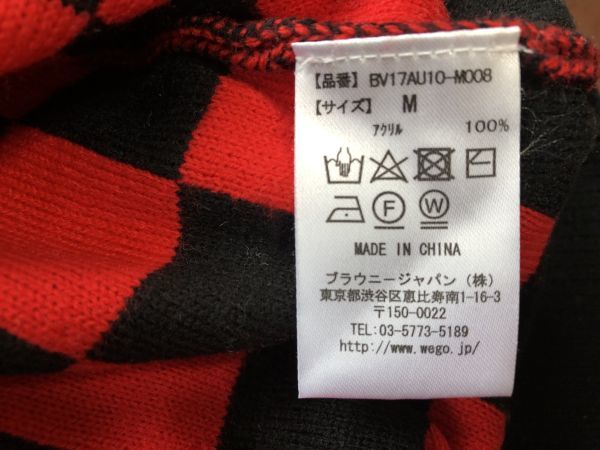 【品番】 BV17AU10-M008
【サイズ】 M
アクリル 100%
F W
MADE IN CHINA
ブラウニージャパン (株)
東京都渋谷区恵比寿南1-16-3
〒150-0022
TEL:03-5773-5189
http://www.wego.jp/